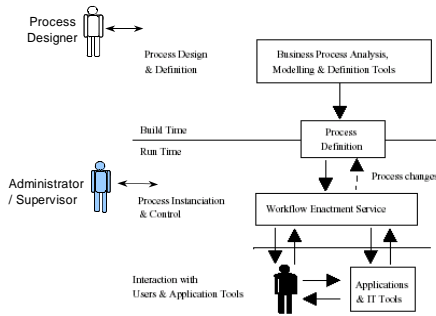 Process
Designer
Process Design
& Definition
Business Process Analysis,
Modelling & Definition Tools
Build Time
Run Time
Process
Definition
Process changes
Administrator
/ Supervisor
Process Instanciation
& Control
Workflow Enactment Service
Interaction with
Users & Application Tools
Applications
& IT Tools